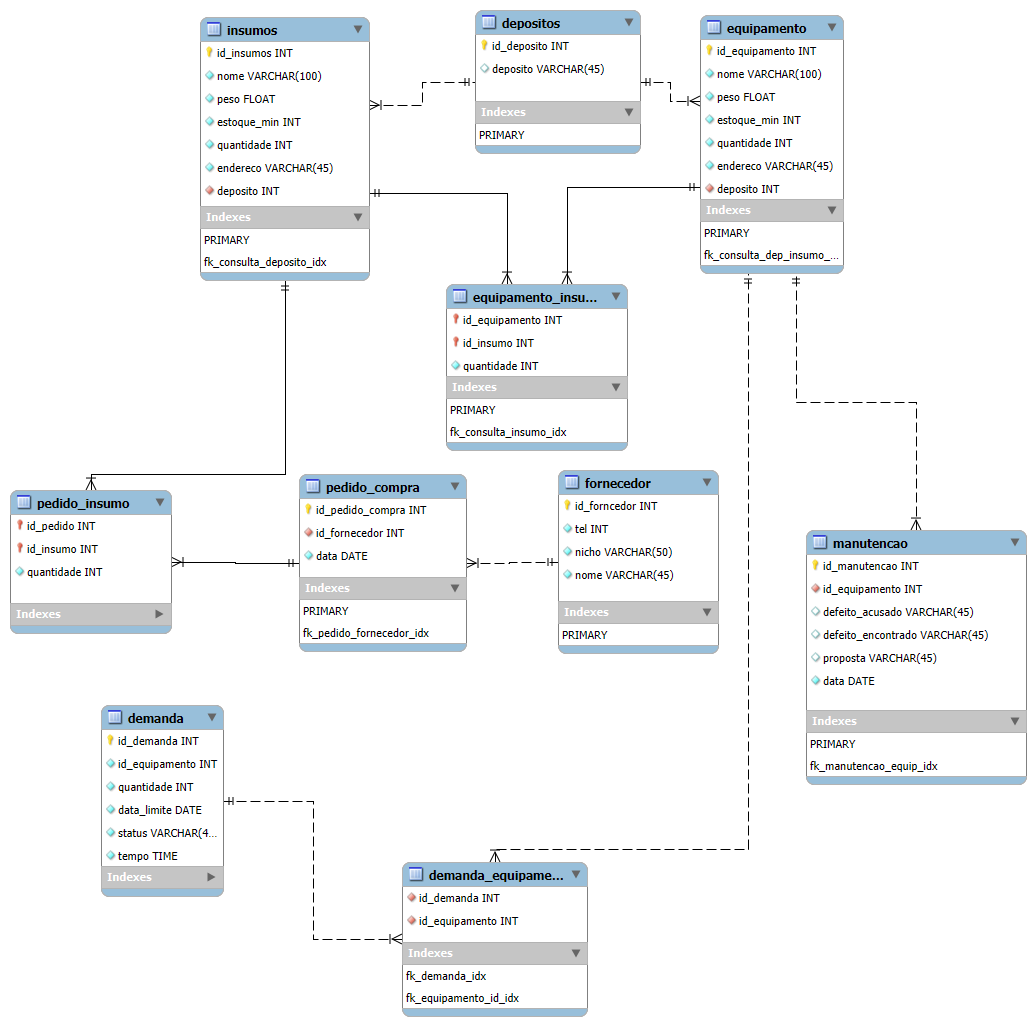 insumos
id_insumos INT
nome VARCHAR(100)
peso FLOAT
estoque_min INT
quantidade INT
endereco VARCHAR(45)
deposito INT
Indexes
PRIMARY
fk_consulta_deposito_idx
depositos
id_deposito INT
deposito VARCHAR(45)
Indexes
PRIMARY
equipamento
id_equipamento INT
nome VARCHAR(100)
peso FLOAT
estoque_min INT
quantidade INT
endereco VARCHAR(45)
deposito INT
Indexes
PRIMARY
fk_consulta_dep_insumo_...
equipamento_insu...
id_equipamento INT
id_insumo INT
quantidade INT
Indexes
PRIMARY
fk_consulta_insumo_idx
pedido_insumo
id_pedido INT
id_insumo INT
quantidade INT
Indexes
pedido_compra
id_pedido_compra INT
id_fornecedor INT
data DATE
Indexes
PRIMARY
fk_pedido_fornecedor_idx
fornecedor
id_forncedor INT
tel INT
nicho VARCHAR(50)
nome VARCHAR(45)
Indexes
PRIMARY
manutencao
id_manutencao INT
id_equipamento INT
defeito_acusado VARCHAR(45)
defeito_encontrado VARCHAR(45)
proposta VARCHAR(45)
data DATE
Indexes
PRIMARY
fk_manutencao_equip_idx
demanda
id_demanda INT
id_equipamento INT
quantidade INT
data_limite DATE
status VARCHAR(4...
tempo TIME
Indexes
demanda_equipame...
id_demanda INT
id_equipamento INT
Indexes
fk_demanda_idx
fk_equipamento_id_idx